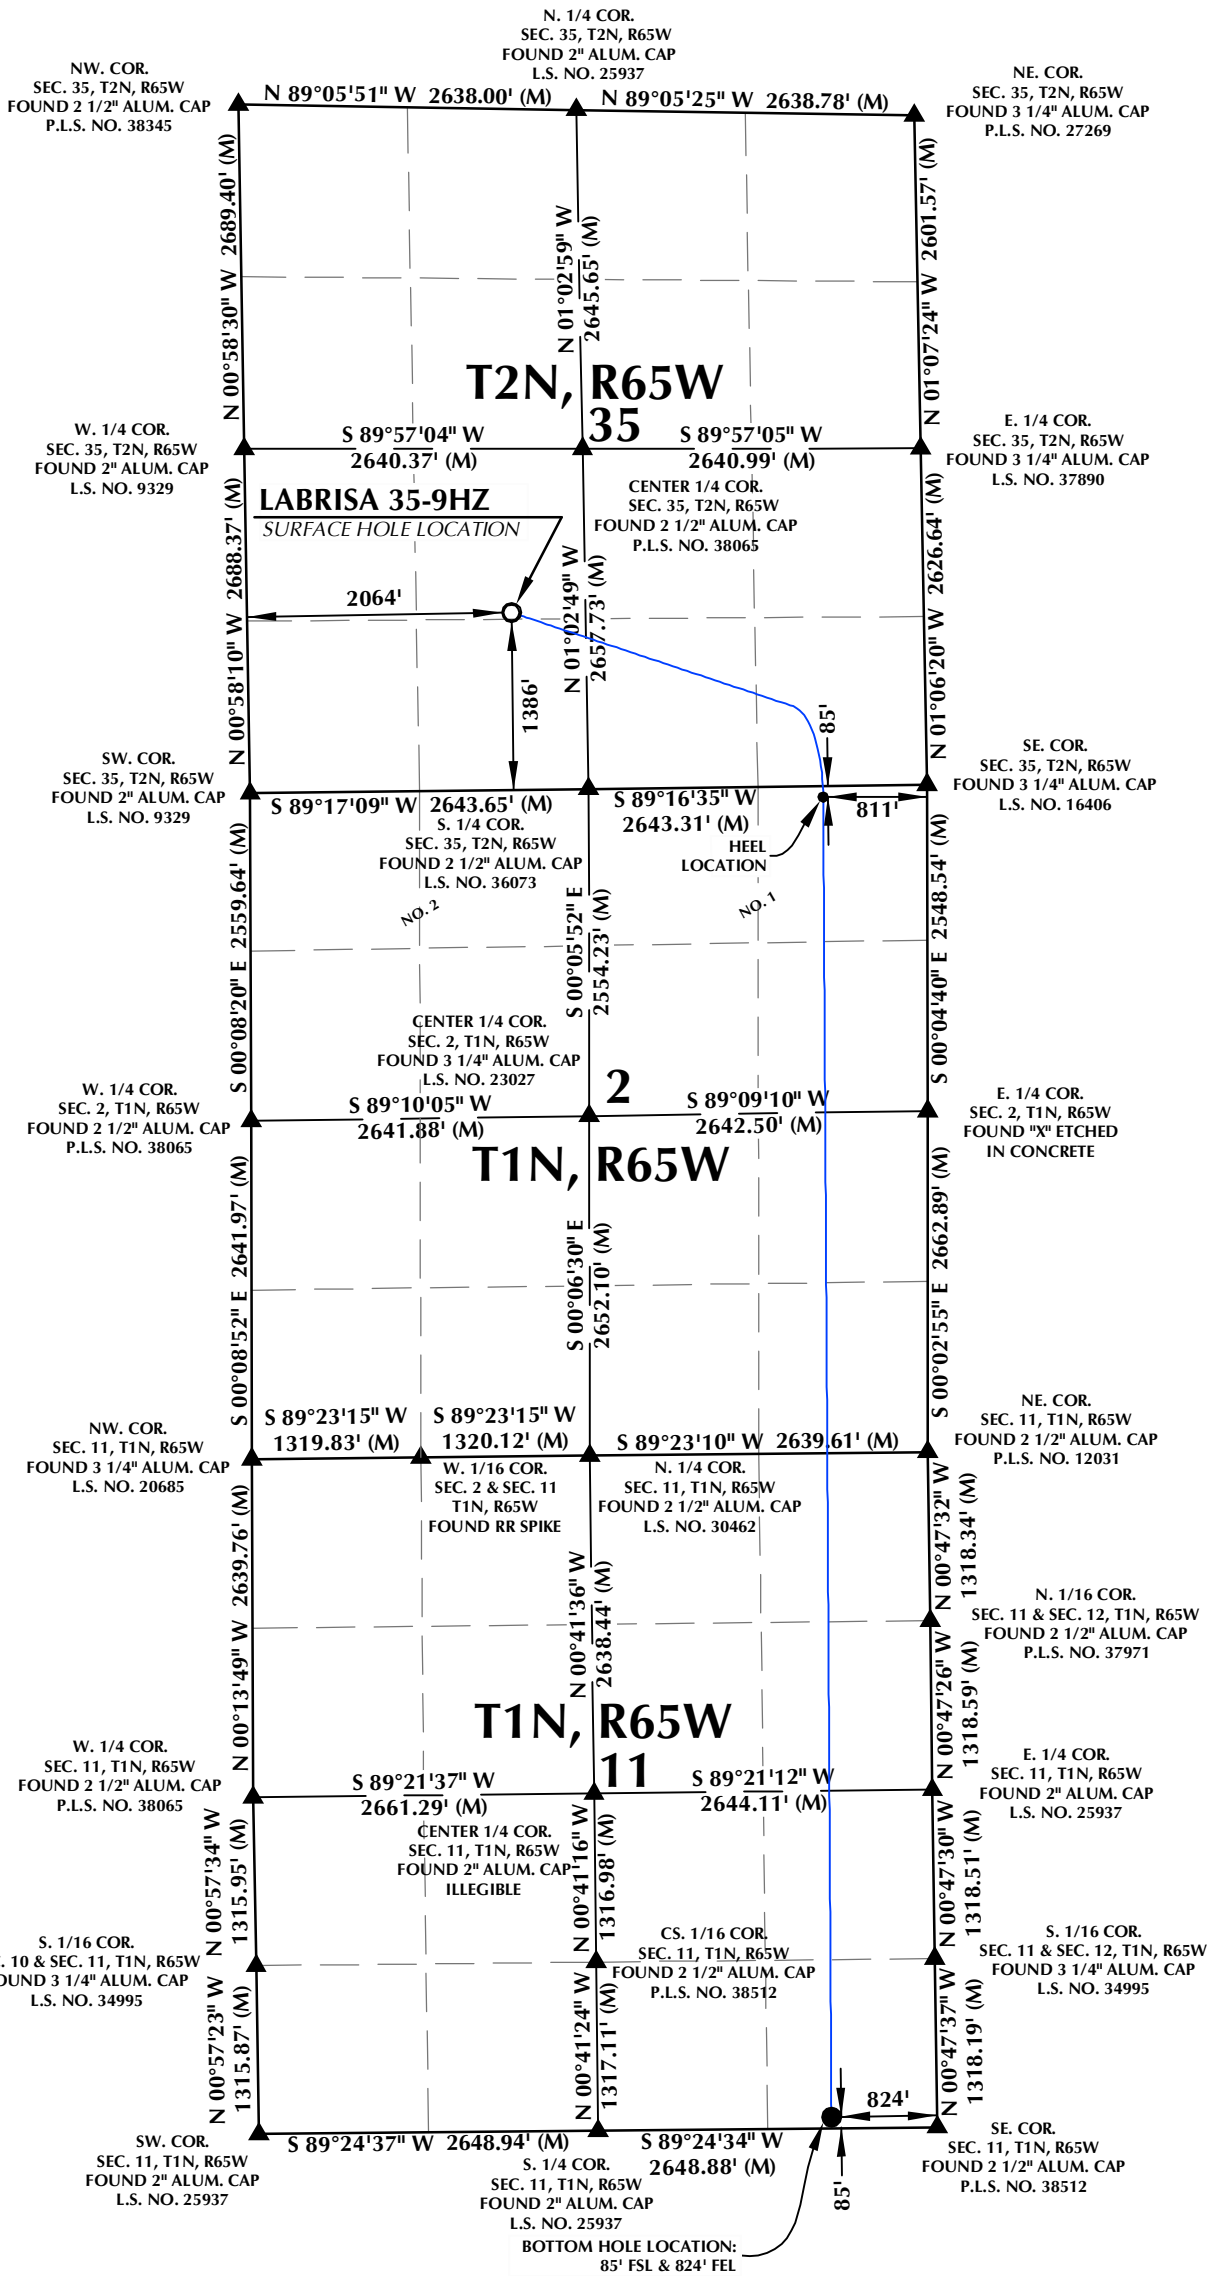 N. 1/4 COR.
SEC. 35, T2N, R65W
FOUND 2" ALUM. CAP
L.S. NO. 25937
NW. COR.
SEC. 35, T2N, R65W
FOUND 2 1/2" ALUM. CAP
P.L.S. NO. 38345
N 89°05'51" W 2638.00' (M)
N 89°05'25" W 2638.78' (M)
NE. COR.
SEC. 35, T2N, R65W
FOUND 3 1/4" ALUM. CAP
P.L.S. NO. 27269
N 00°58'30" W 2689.40' (M)
N 01°02'59" W
2645.65' (M)
N 01°07'24" W 2601.57' (M)
T2N, R65W
35
W. 1/4 COR.
SEC. 35, T2N, R65W
FOUND 2" ALUM. CAP
L.S. NO. 9329
S 89°57'04" W
2640.37' (M)
S 89°57'05" W
2640.99' (M)
E. 1/4 COR.
SEC. 35, T2N, R65W
FOUND 3 1/4" ALUM. CAP
L.S. NO. 37890
LABRISA 35-9HZ
SURFACE HOLE LOCATION
CENTER 1/4 COR.
SEC. 35, T2N, R65W
FOUND 2 1/2" ALUM. CAP
P.L.S. NO. 38065
N 00°58'10" W 2688.37' (M)
2064'
1386'
N 01°02'49" W
2657.73' (M)
N 01°06'20" W 2626.64' (M)
85'
SW. COR.
SEC. 35, T2N, R65W
FOUND 2" ALUM. CAP
L.S. NO. 9329
S 89°17'09" W 2643.65' (M)
S 89°16'35" W
2643.31' (M)
811'
SE. COR.
SEC. 35, T2N, R65W
FOUND 3 1/4" ALUM. CAP
L.S. NO. 16406
S. 1/4 COR.
SEC. 35, T2N, R65W
FOUND 2 1/2" ALUM. CAP
L.S. NO. 36073
HEEL
LOCATION
NO. 2
NO. 1
S 00°08'20" E 2559.64' (M)
S 00°05'52" E
2554.23' (M)
S 00°04'40" E 2548.54' (M)
CENTER 1/4 COR.
SEC. 2, T1N, R65W
FOUND 3 1/4" ALUM. CAP
L.S. NO. 23027
2
W. 1/4 COR.
SEC. 2, T1N, R65W
FOUND 2 1/2" ALUM. CAP
P.L.S. NO. 38065
S 89°10'05" W
2641.88' (M)
S 89°09'10" W
2642.50' (M)
E. 1/4 COR.
SEC. 2, T1N, R65W
FOUND "X" ETCHED
IN CONCRETE
T1N, R65W
S 00°08'52" E 2641.97' (M)
S 00°06'30" E
2652.10' (M)
S 00°02'55" E 2662.89' (M)
NW. COR.
SEC. 11, T1N, R65W
FOUND 3 1/4" ALUM. CAP
L.S. NO. 20685
S 89°23'15" W
1319.83' (M)
S 89°23'15" W
1320.12' (M)
S 89°23'10" W 2639.61' (M)
NE. COR.
SEC. 11, T1N, R65W
FOUND 2 1/2" ALUM. CAP
P.L.S. NO. 12031
W. 1/16 COR.
SEC. 2 & SEC. 11
T1N, R65W
FOUND RR SPIKE
N. 1/4 COR.
SEC. 11, T1N, R65W
FOUND 2 1/2" ALUM. CAP
L.S. NO. 30462
N 00°13'49" W 2639.76' (M)
N 00°41'36" W
2638.44' (M)
N 00°47'32" W
1318.34' (M)
N. 1/16 COR.
SEC. 11 & SEC. 12, T1N, R65W
FOUND 2 1/2" ALUM. CAP
P.L.S. NO. 37971
N 00°47'26" W
1318.59' (M)
T1N, R65W
11
W. 1/4 COR.
SEC. 11, T1N, R65W
FOUND 2 1/2" ALUM. CAP
P.L.S. NO. 38065
S 89°21'37" W
2661.29' (M)
S 89°21'12" W
2644.11' (M)
E. 1/4 COR.
SEC. 11, T1N, R65W
FOUND 2" ALUM. CAP
L.S. NO. 25937
CENTER 1/4 COR.
SEC. 11, T1N, R65W
FOUND 2" ALUM. CAP
ILLEGIBLE
N 00°57'34" W
1315.95' (M)
N 00°41'16" W
1316.98' (M)
N 00°47'30" W
1318.51' (M)
S. 1/16 COR.
. 10 & SEC. 11, T1N, R65W
OUND 3 1/4" ALUM. CAP
L.S. NO. 34995
CS. 1/16 COR.
SEC. 11, T1N, R65W
FOUND 2 1/2" ALUM. CAP
P.L.S. NO. 38512
S. 1/16 COR.
SEC. 11 & SEC. 12, T1N, R65W
FOUND 3 1/4" ALUM. CAP
L.S. NO. 34995
N 00°57'23" W
1315.87' (M)
N 00°41'24" W
1317.11' (M)
N 00°47'37" W
1318.19' (M)
824'
SW. COR.
SEC. 11, T1N, R65W
FOUND 2" ALUM. CAP
L.S. NO. 25937
S 89°24'37" W 2648.94' (M)
S 89°24'34" W
2648.88' (M)
85'
SE. COR.
SEC. 11, T1N, R65W
FOUND 2 1/2" ALUM. CAP
P.L.S. NO. 38512
S. 1/4 COR.
SEC. 11, T1N, R65W
FOUND 2" ALUM. CAP
L.S. NO. 25937
BOTTOM HOLE LOCATION:
85' FSL & 824' FEL